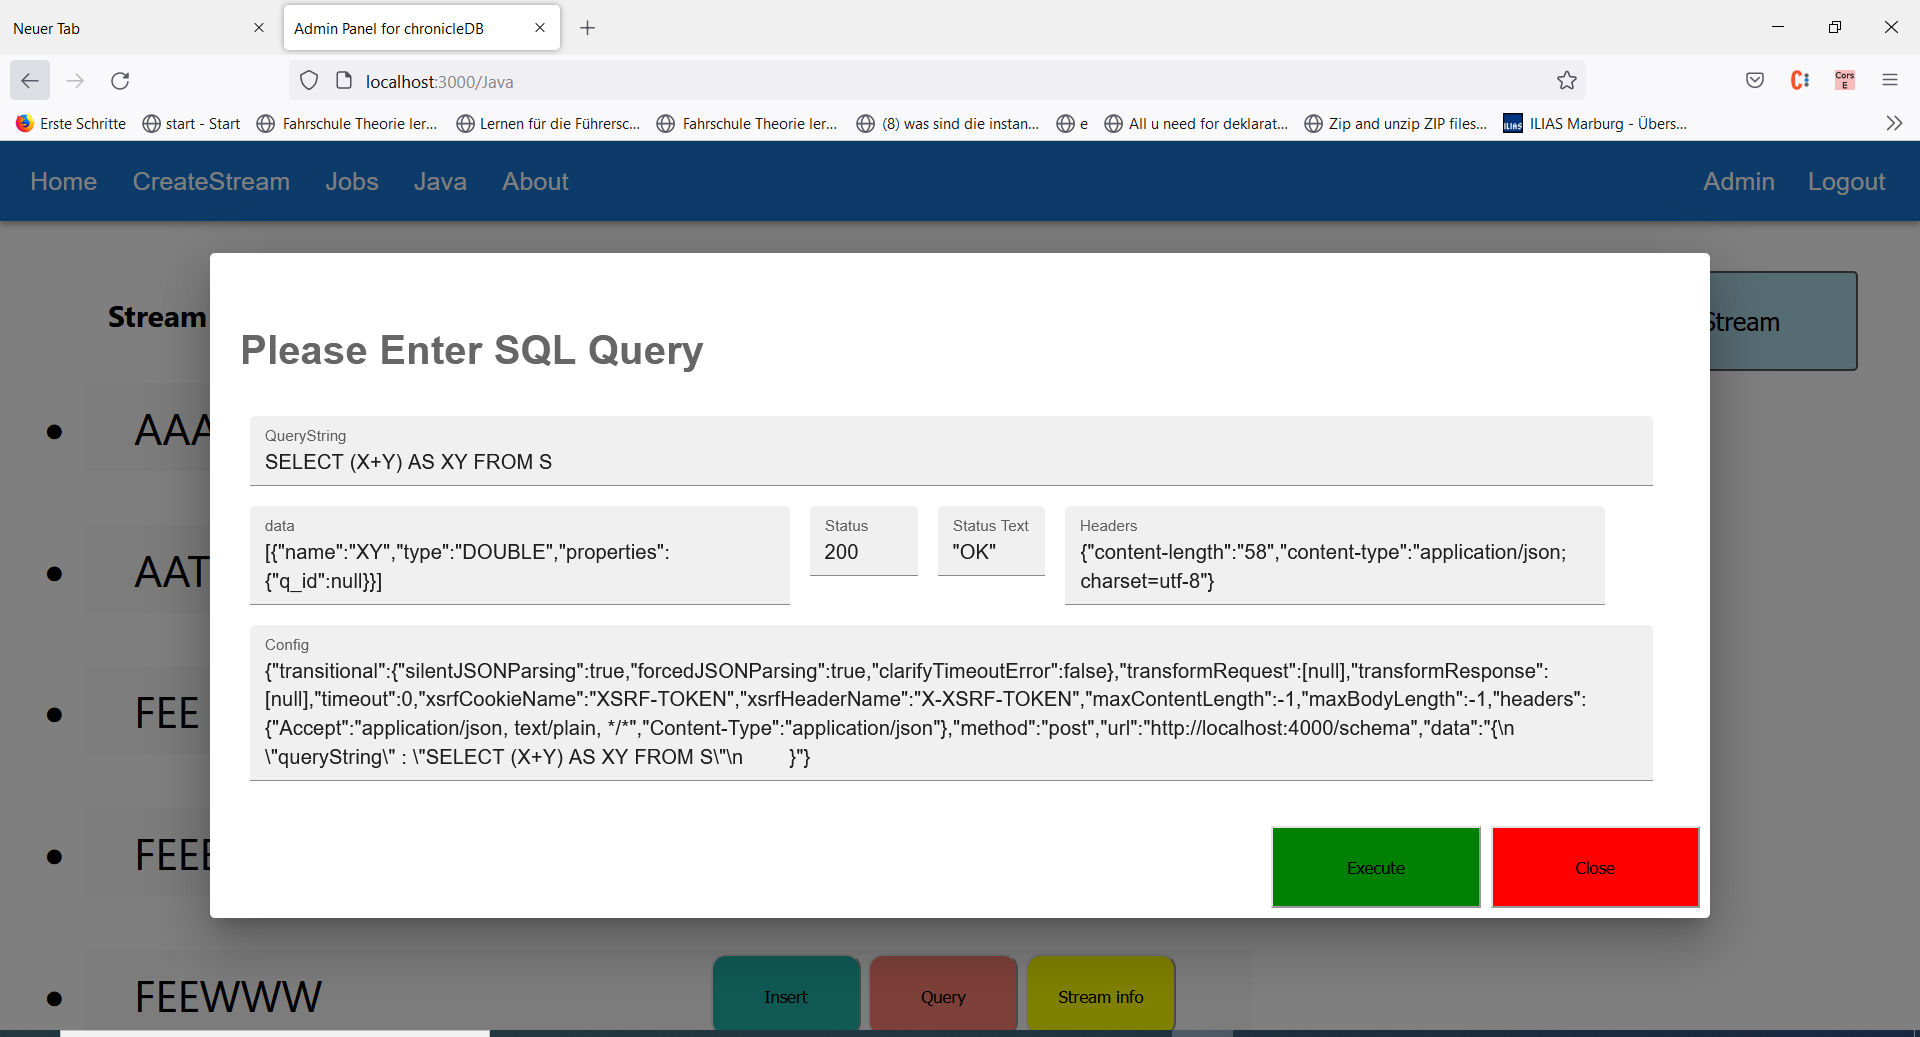 Neuer Tab
Admin Panel for chronicleDB
localhost:3000/Java
Cors
E
Erste Schritte
start - Start
Fahrschule Theorie ler...
Lernen für die Führersc...
Fahrschule Theorie ler...
(8) was sind die instan...
e
All u need for deklarat...
Zip and unzip ZIP files...
ILIAS
ILIAS Marburg - Übers...
Home CreateStream Jobs Java About Admin Logout
Stream
Stream
Please Enter SQL Query
AAA
QueryString
SELECT (X+Y) AS XY FROM S
data
[{"name":"XY","type":"DOUBLE","properties":
{"q_id":null}}]
Status
200
Status Text
"OK"
Headers
{"content-length":"58","content-type":"application/json;
charset=utf-8"}
AAT
Config
{"transitional":{"silentJSONParsing":true,"forcedJSONParsing":true,"clarifyTimeoutError":false},"transformRequest":[null],"transformResponse":
[null],"timeout":0,"xsrfCookieName":"XSRF-TOKEN","xsrfHeaderName":"X-XSRF-TOKEN","maxContentLength":-1,"maxBodyLength":-1,"headers":
{"Accept":"application/json, text/plain, */*","Content-Type":"application/json"},"method":"post","url":"http://localhost:4000/schema","data":"{\n
\"queryString\" : \"SELECT (X+Y) AS XY FROM S\"\n }"}
FEE
FEEE
Execute
Close
FEEWWW
Insert
Query
Stream info